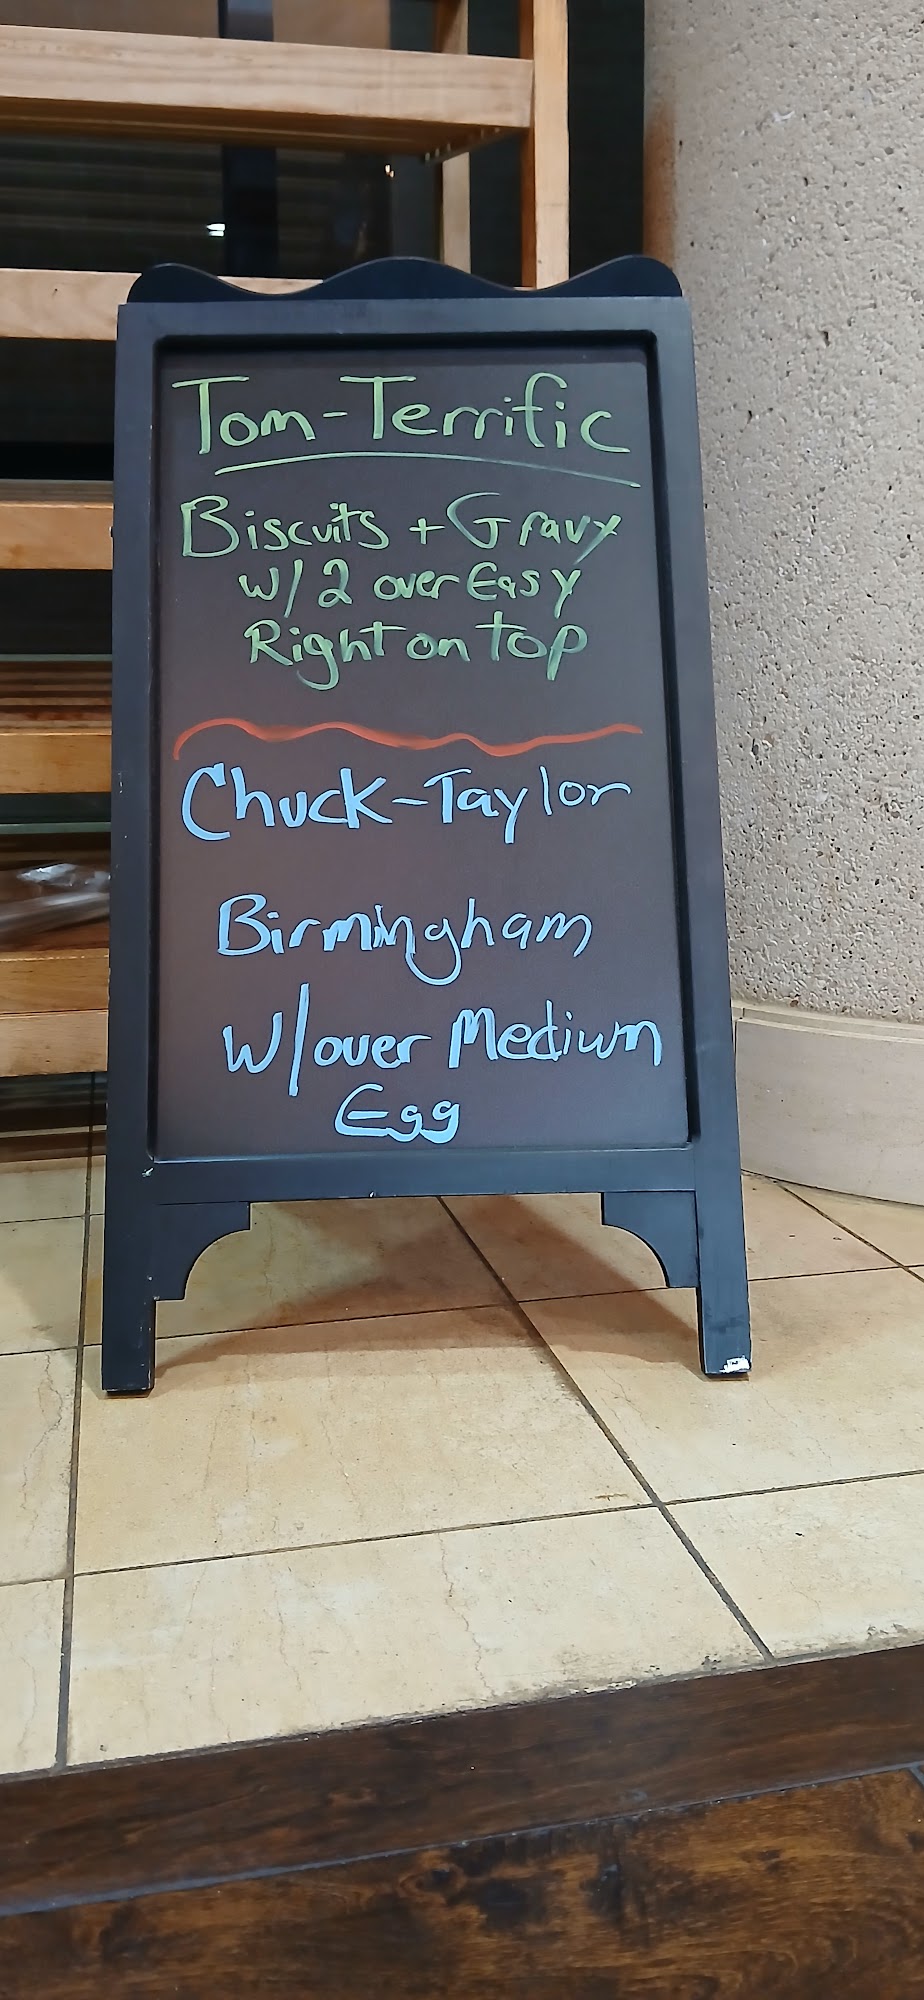 Tom-Terrific
Biscuits + Gravy
w/2 over Easy
Right on top
Chuck-Taylor
Birmingham
w/over Medium
Egg